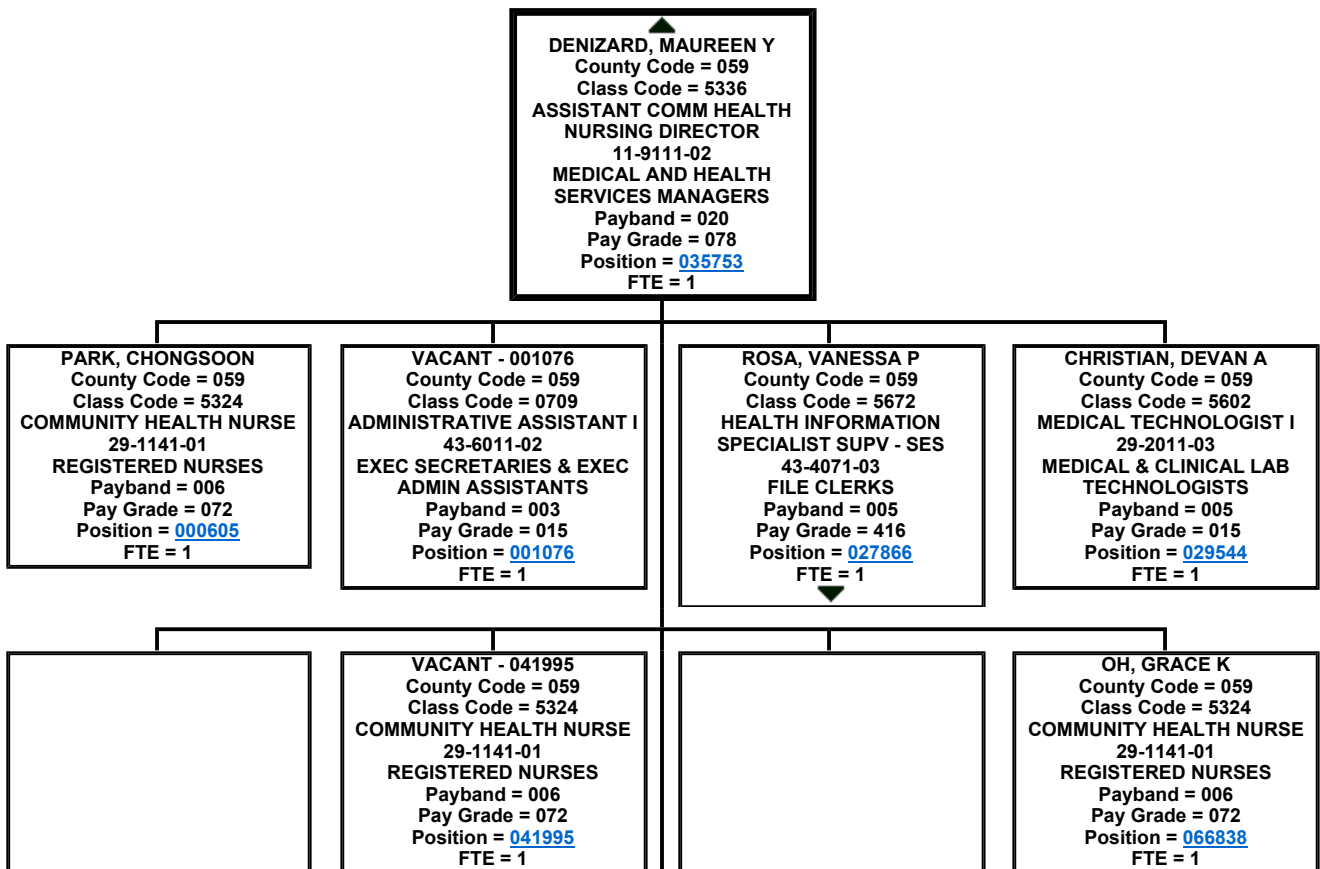 DENIZARD, MAUREEN Y
County Code = 059
Class Code = 5336
ASSISTANT COMM HEALTH
NURSING DIRECTOR
11-9111-02
MEDICAL AND HEALTH
SERVICES MANAGERS
Payband = 020
Pay Grade = 078
Position = 035753
FTE = 1
PARK, CHONGSOON
County Code = 059
Class Code = 5324
COMMUNITY HEALTH NURSE
29-1141-01
REGISTERED NURSES
Payband = 006
Pay Grade = 072
Position = 000605
FTE = 1
VACANT - 001076
County Code = 059
Class Code = 0709
ADMINISTRATIVE ASSISTANT I
43-6011-02
EXEC SECRETARIES & EXEC
ADMIN ASSISTANTS
Payband = 003
Pay Grade = 015
Position = 001076
FTE = 1
ROSA, VANESSA P
County Code = 059
Class Code = 5672
HEALTH INFORMATION
SPECIALIST SUPV - SES
43-4071-03
FILE CLERKS
Payband = 005
Pay Grade = 416
Position = 027866
FTE = 1
CHRISTIAN, DEVAN A
County Code = 059
Class Code = 5602
MEDICAL TECHNOLOGIST I
29-2011-03
MEDICAL & CLINICAL LAB
TECHNOLOGISTS
Payband = 005
Pay Grade = 015
Position = 029544
FTE = 1
VACANT - 041995
County Code = 059
Class Code = 5324
COMMUNITY HEALTH NURSE
29-1141-01
REGISTERED NURSES
Payband = 006
Pay Grade = 072
Position = 041995
FTE = 1
OH, GRACE K
County Code = 059
Class Code = 5324
COMMUNITY HEALTH NURSE
29-1141-01
REGISTERED NURSES
Payband = 006
Pay Grade = 072
Position = 066838
FTE = 1